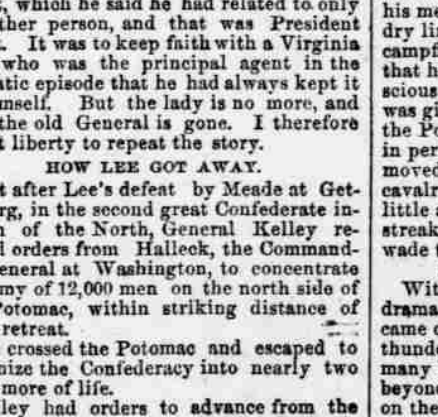 , which he said he had related to only
ther person, and that was President
. It was to keep faith with a Virginia
who was the principal agent in the
atic episode that he had always kept it
mself. But the lady is no more, and
the old General is gone. I therefore
t liberty to repeat the story.
HOW LEE GOT AWAY.
t after Lee's defeat by Meade at Get-
rg, in the second great Confederate in-
n of the North, General Kelley re-
d orders from Halleck, the Command-
eneral at Washington, to concentrate
my of 12,000 men on the north side of
Potomac, within striking distance of
retreat.
crossed the Potomac and escaped to
nize the Confederacy into nearly two
more of life.
ley had orders to advance from the
his me
dry li
campf
that h
scious
was gi
the P
in per
moved
cavalr
little
streak
wade t
Wit
drama
came
thunde
many
beyon
on the